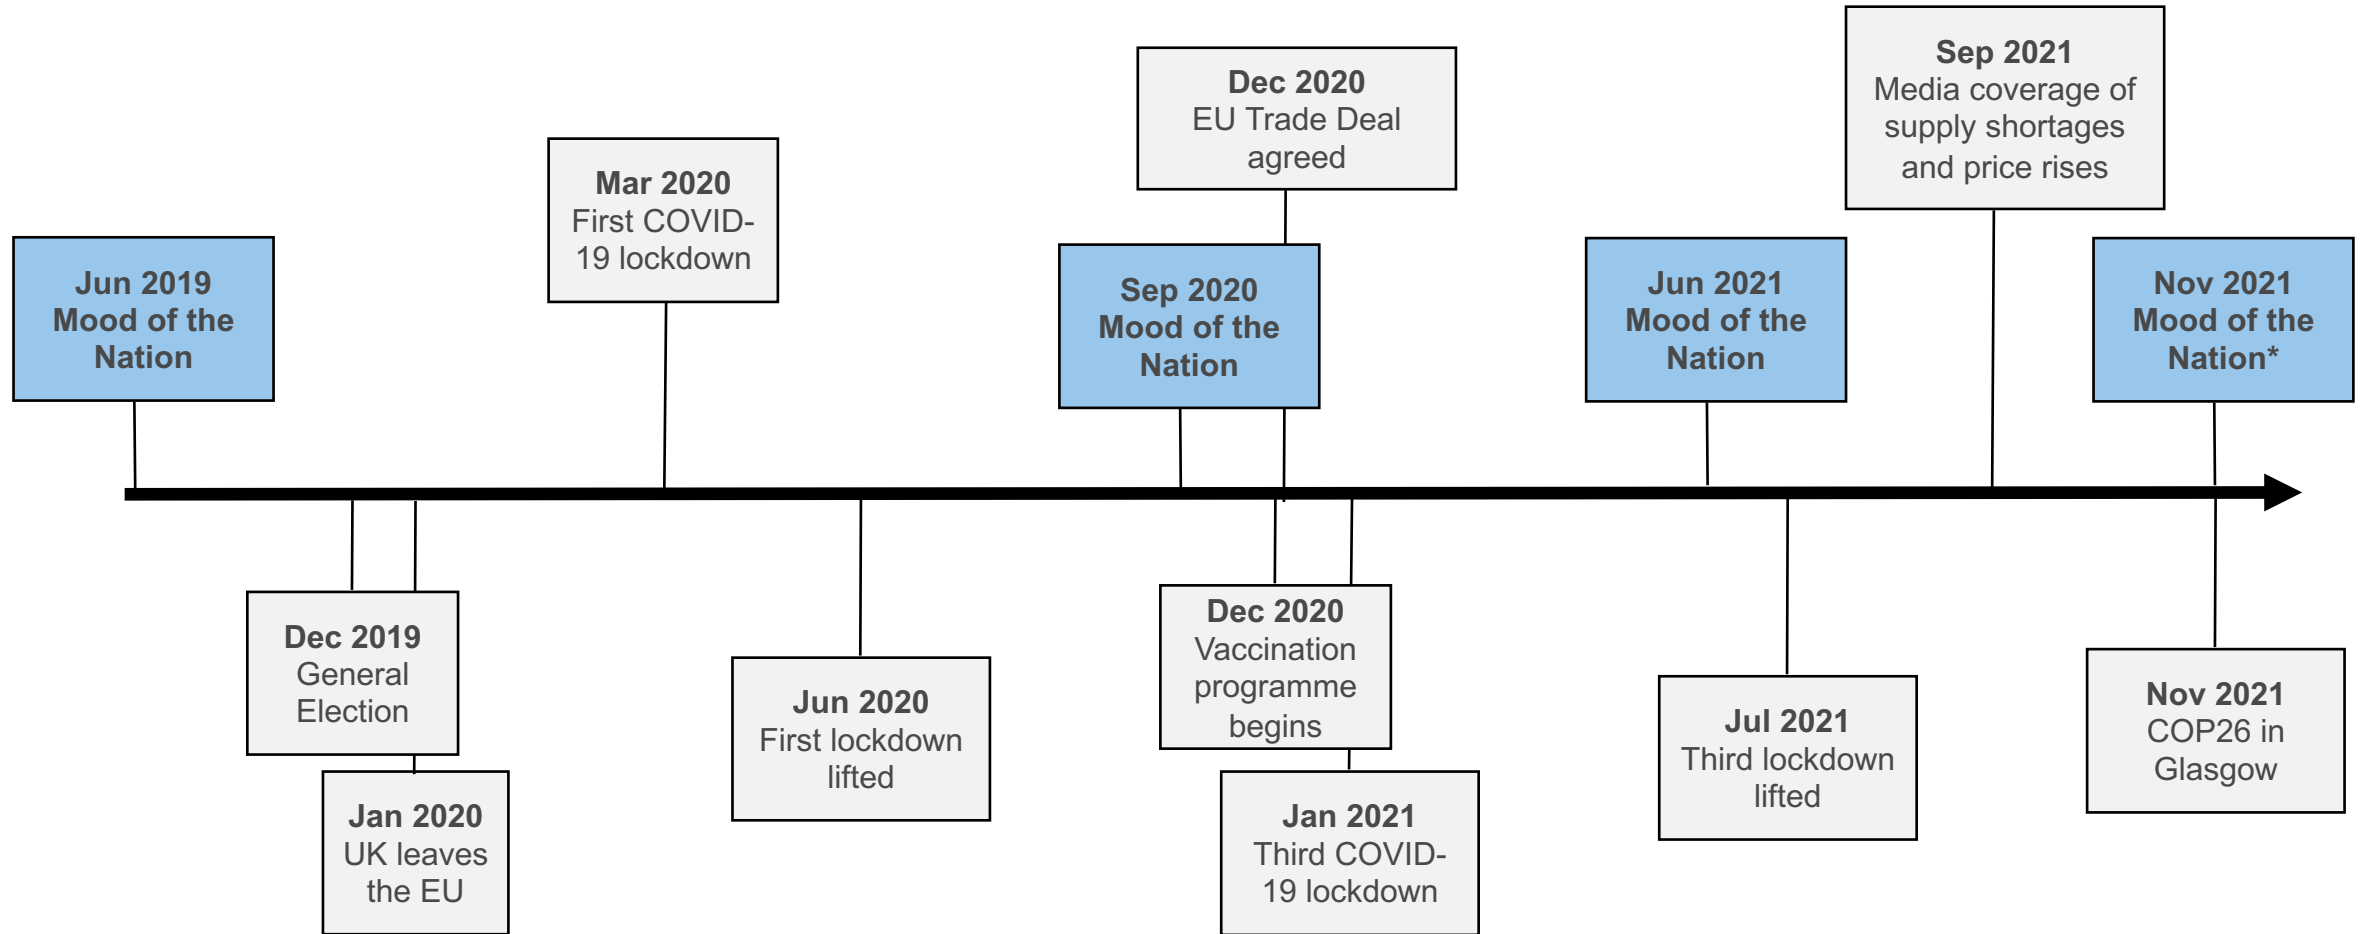 Jun 2019
Mood of the
Nation
Mar 2020
First COVID-
19 lockdown
Dec 2020
EU Trade Deal
agreed
Sep 2020
Mood of the
Nation
Jun 2021
Mood of the
Nation
Sep 2021
Media coverage of
supply shortages
and price rises
Nov 2021
Mood of the
Nation*
Dec 2019
General
Election
Jan 2020
UK leaves
the EU
Jun 2020
First lockdown
lifted
Dec 2020
Vaccination
programme
begins
Jan 2021
Third COVID-
19 lockdown
Jul 2021
Third lockdown
lifted
Nov 2021
COP26 in
Glasgow